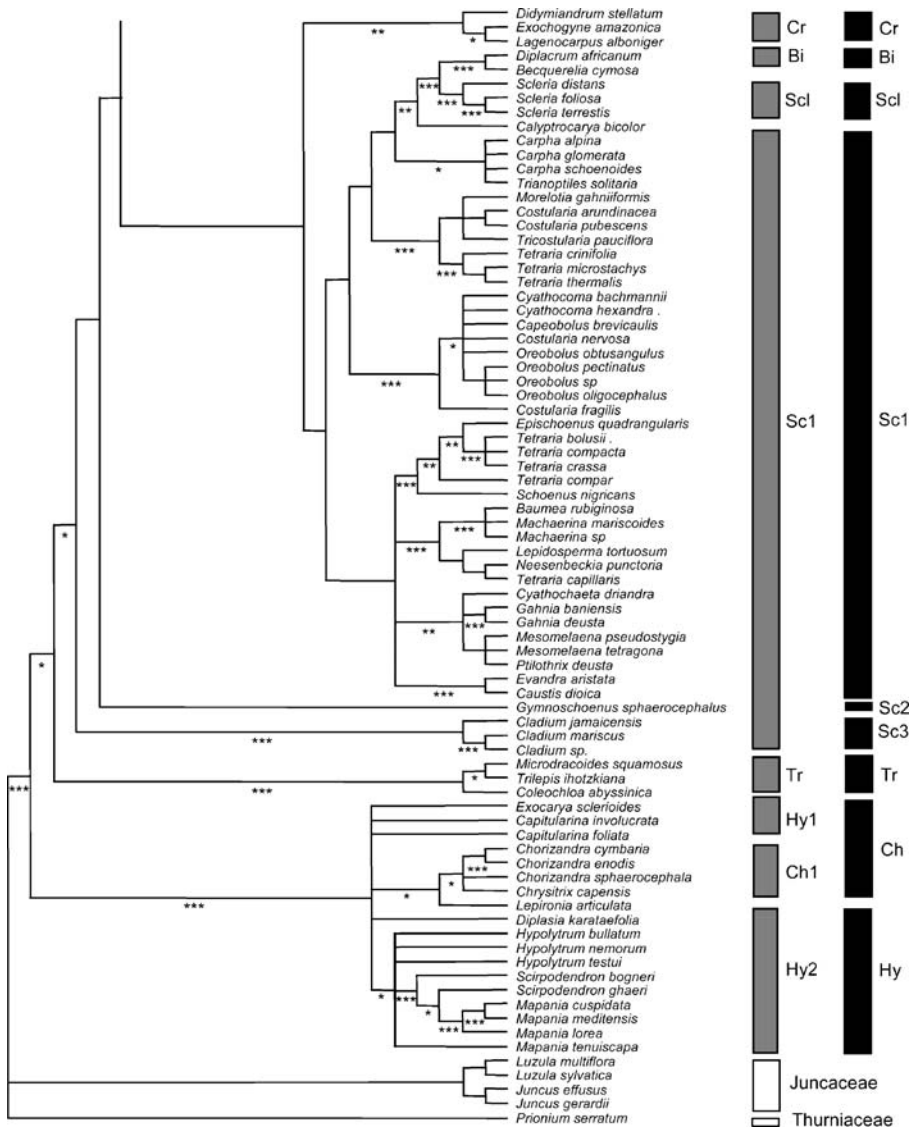 Didymiandrum stellatum
Exochogyne amazonica
Lagenocarpus alboniger
Diplacrum africanum
Becquerelia cymosa
Scleria distans
Scleria foliosa
Scleria terrestis
Calyptrocarya bicolor
Carpha alpina
Carpha glomerata
Carpha schoenoides
Trianoptiles solitaria
Morelotia gahniiformis
Costularia arundinacea
Costularia pubescens
Tricostularia pauciflora
Tetraria crinifolia
Tetraria microstachys
Tetraria thermalis
Cyathocoma bachmannii
Cyathocoma hexandra .
Capeobolus brevicaulis
Costularia nervosa
Oreobolus obtusangulus
Oreobolus pectinatus
Oreobolus sp
Oreobolus oligocephalus
Costularia fragilis
Epischoenus quadrangularis
Tetraria bolusii .
Tetraria compacta
Tetraria crassa
Tetraria compar
Schoenus nigricans
Baumea rubiginosa
Machaerina mariscoides
Machaerina sp
Lepidosperma tortuosum
Neesenbeckia punctoria
Tetraria capillaris
Cyathochaeta driandra
Gahnia baniensis
Gahnia deusta
Mesomelaena pseudostygia
Mesomelaena tetragona
Ptilothrix deusta
Evandra aristata
Caustis dioica
Gymnoschoenus sphaerocephalus
Cladium jamaicensis
Cladium mariscus
Cladium sp.
Microdracoides squamosus
Trilepis ihotzkiana
Coleochloa abyssinica
Exocarya sclerioides
Capitularina involucrata
Capitularina foliata
Chorizandra cymbaria
Chorizandra enodis
Chorizandra sphaerocephala
Chrysitrix capensis
Lepironia articulata
Diplasia karataefolia
Hypolytrum bullatum
Hypolytrum nemorum
Hypolytrum testui
Scirpodendron bogneri
Scirpodendron ghaeri
Mapania cuspidata
Mapania meditensis
Mapania lorea
Mapania tenuiscapa
Luzula multiflora
Luzula sylvatica
Juncus effusus
Juncus gerardii
Prionium serratum
Cr
Bi
Scl
Sc1
Tr
Hy1
Ch1
Hy2
Juncaceae
Thurniaceae
Cr
Bi
Scl
Sc1
Sc2
Sc3
Tr
Ch
Hy